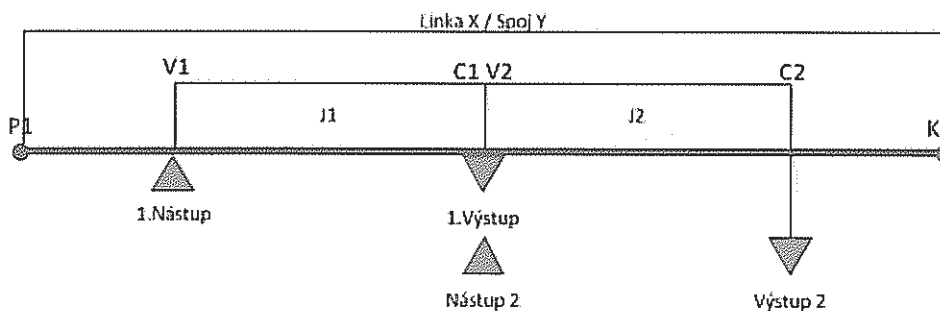 Linka X / Spoj Y
V1 C1 V2 C2
J1 J2
P1 K
1.Nástup 1.Výstup
Nástup 2 Výstup 2